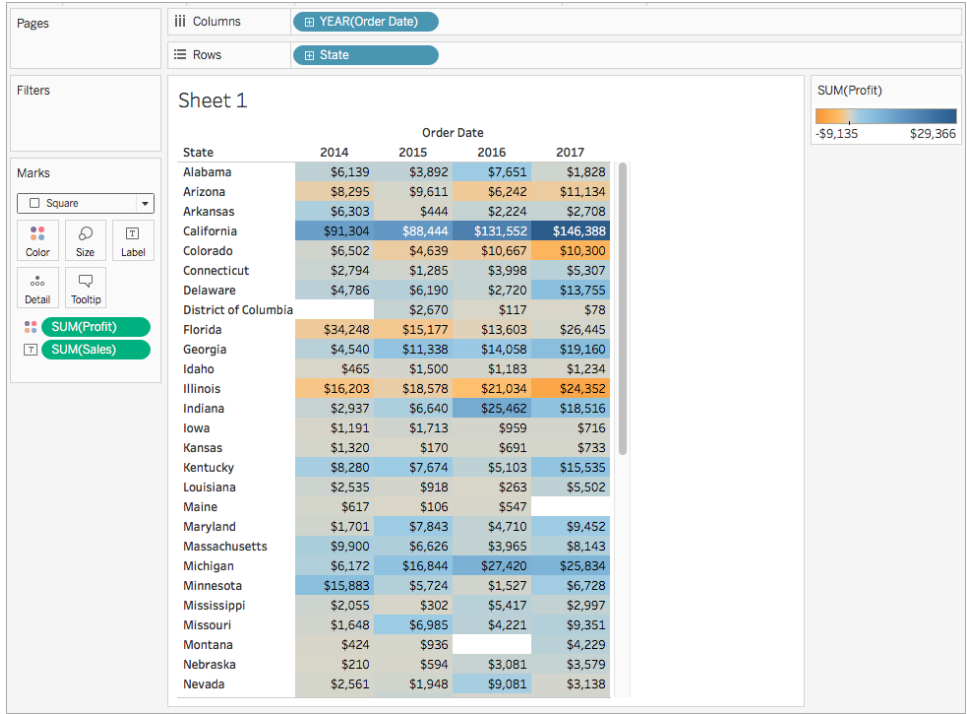 Pages
Columns
YEAR(Order Date)
Rows
State
Filters
Marks
Square
Color Size Label
Detail Tooltip
SUM(Profit)
T SUM(Sales)
Sheet 1
Order Date
State 2014 2015 2016 2017
Alabama $6,139 $3,892 $7,651 $1,828
Arizona $8,295 $9,611 $6,242 $11,134
Arkansas $6,303 $444 $2,224 $2,708
California $91,304 $88,444 $131,552 $146,388
Colorado $6,502 $4,639 $10,667 $10,300
Connecticut $2,794 $1,285 $3,998 $5,307
Delaware $4,786 $6,190 $2,720 $13,755
District of Columbia $2,670 $117 $78
Florida $34,248 $15,177 $13,603 $26,445
Georgia $4,540 $11,338 $14,058 $19,160
Idaho $465 $1,500 $1,183 $1,234
Illinois $16,203 $18,578 $21,034 $24,352
Indiana $2,937 $6,640 $25,462 $18,516
Iowa $1,191 $1,713 $959 $716
Kansas $1,320 $170 $691 $733
Kentucky $8,280 $7,674 $5,103 $15,535
Louisiana $2,535 $918 $263 $5,502
Maine $617 $106 $547
Maryland $1,701 $7,843 $4,710 $9,452
Massachusetts $9,900 $6,626 $3,965 $8,143
Michigan $6,172 $16,844 $27,420 $25,834
Minnesota $15,883 $5,724 $1,527 $6,728
Mississippi $2,055 $302 $5,417 $2,997
Missouri $1,648 $6,985 $4,221 $9,351
Montana $424 $936 $4,229
Nebraska $210 $594 $3,081 $3,579
Nevada $2,561 $1,948 $9,081 $3,138
SUM(Profit)
-$9,135 $29,366